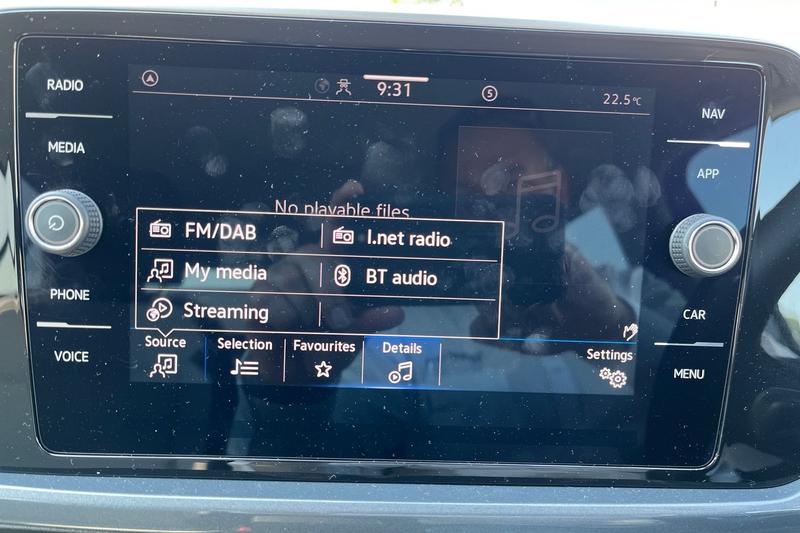 RADIO
MEDIA
PHONE
VOICE
9:31
5
22.5°C
No playable files
FM/DAB
I.net radio
My media
BT audio
Streaming
Source
Selection
Favourites
Details
Settings
NAV
APP
CAR
MENU